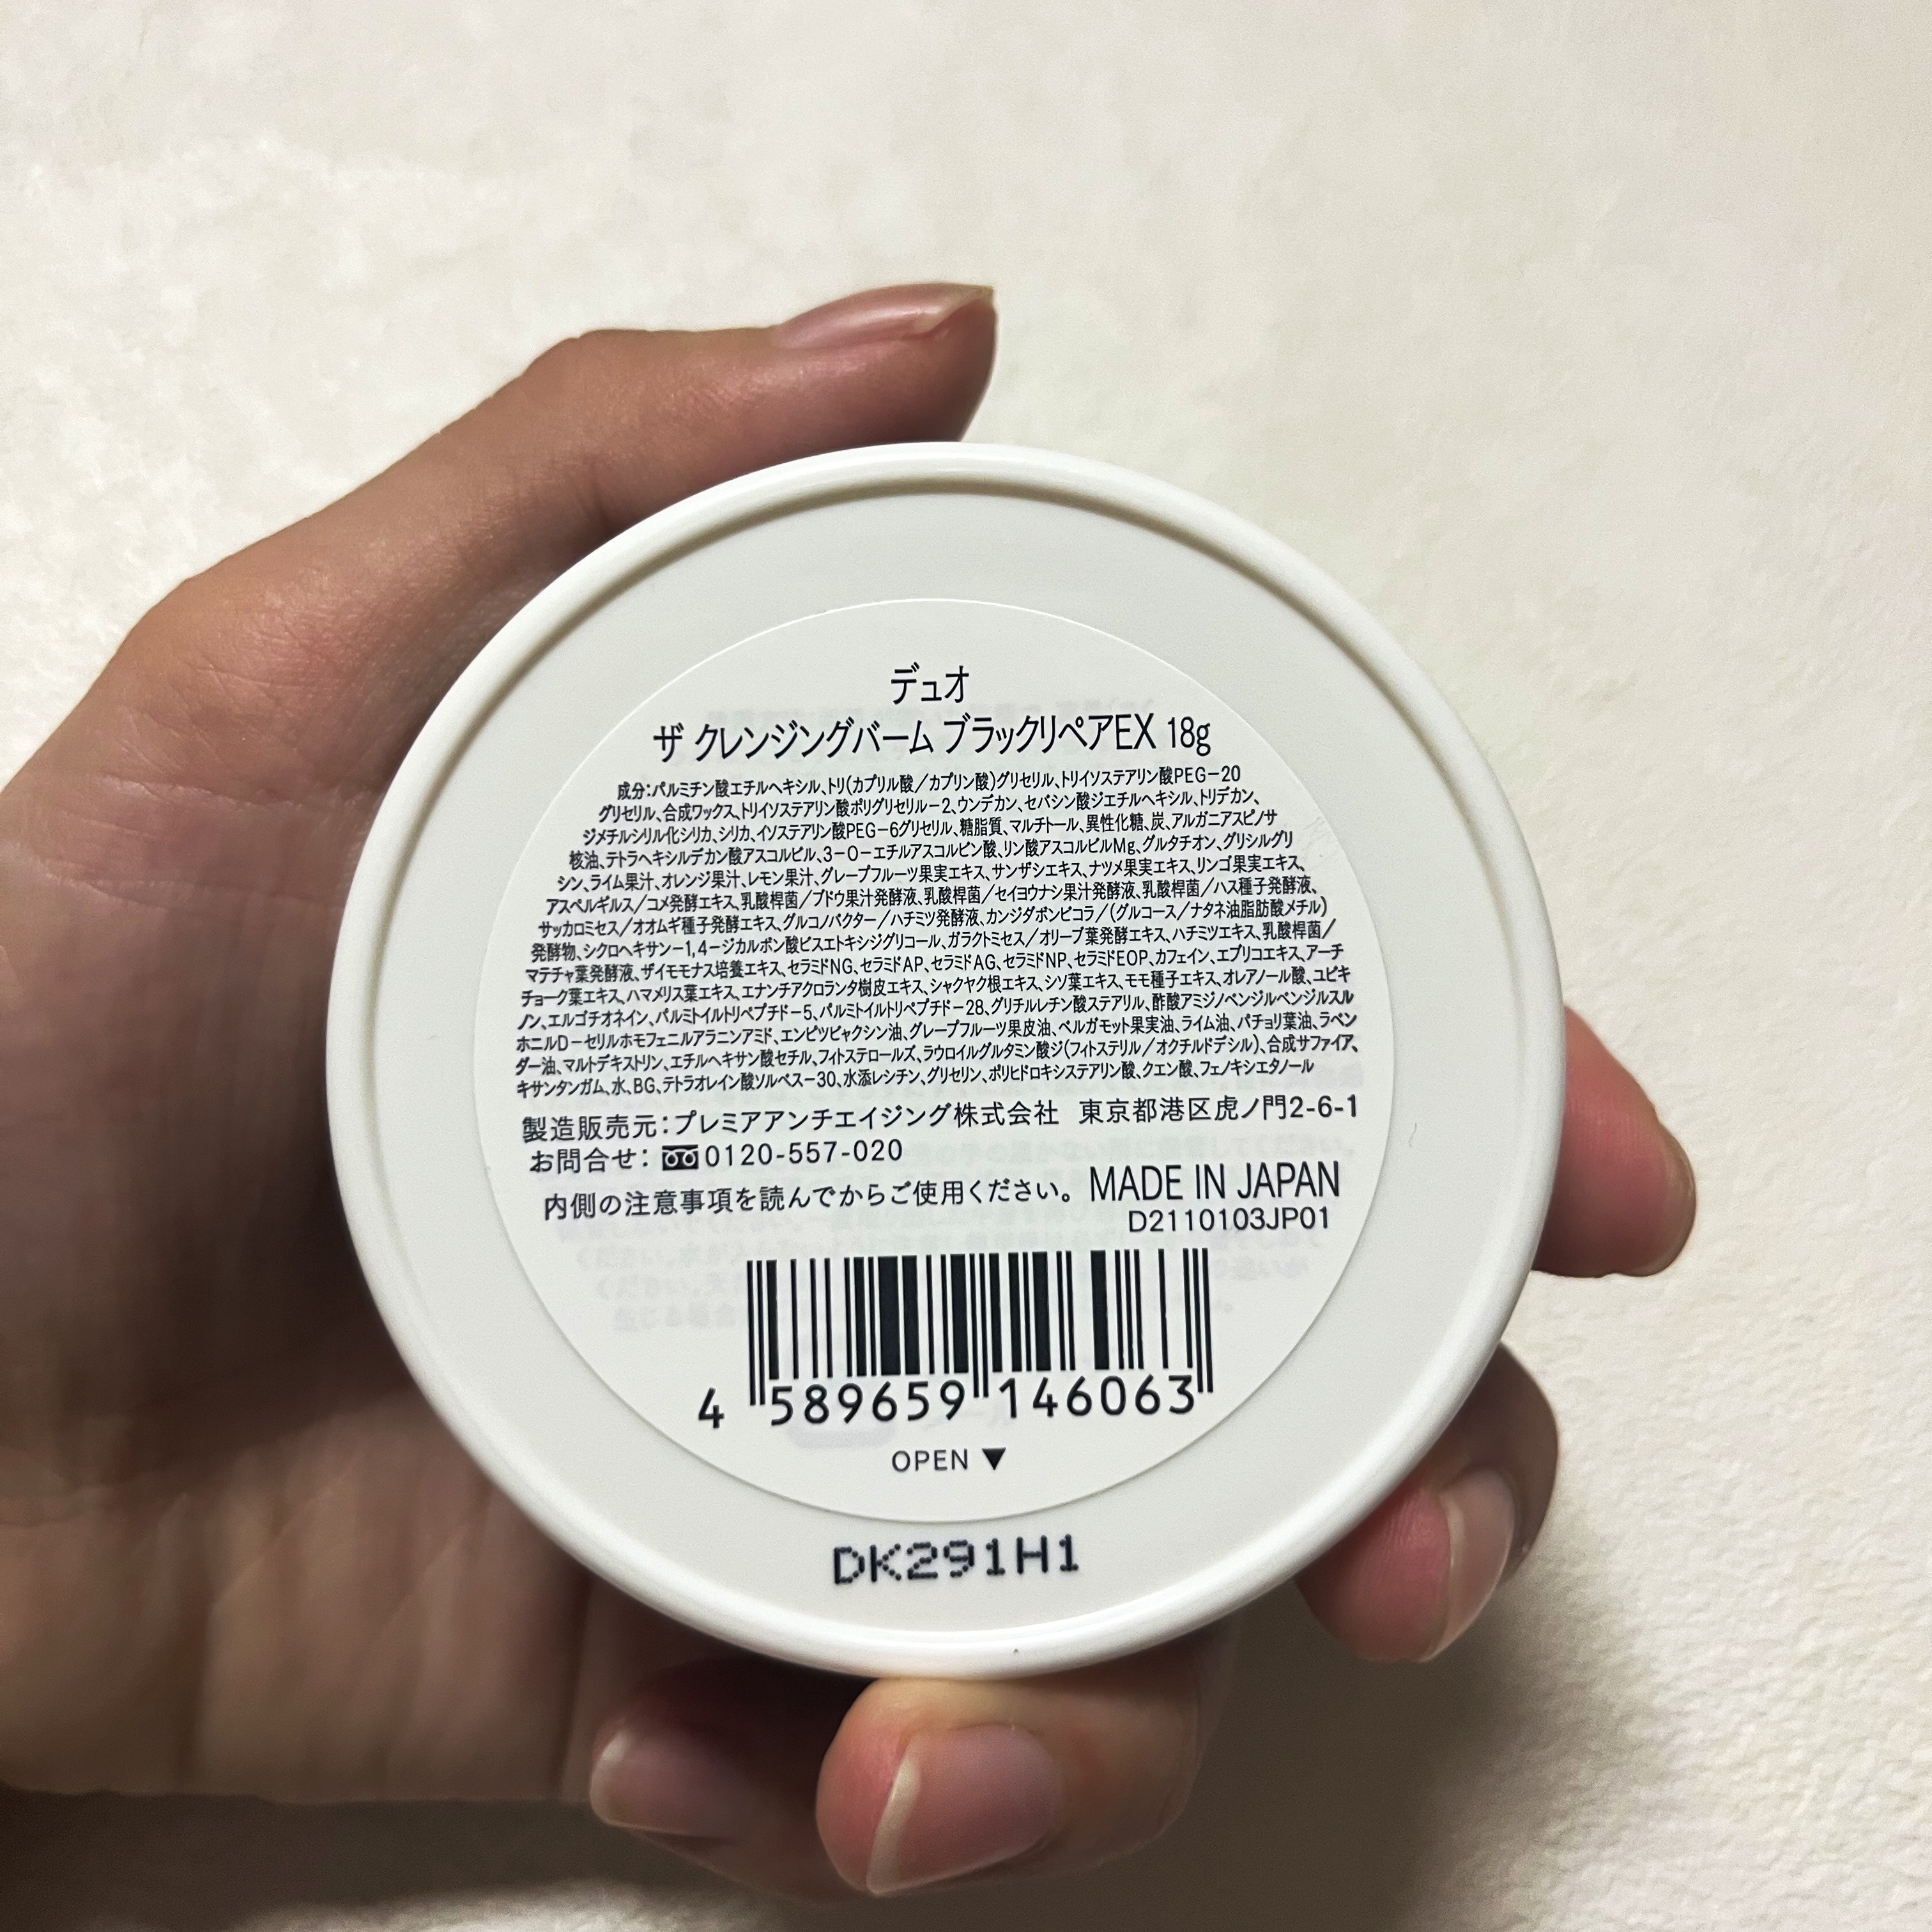 デュオ
ザ クレンジングバーム ブラックリペアEX 18g
成分:パルミチン酸エチルヘキシル、トリ(カプリル酸/カプリン酸)グリセリル、トリイソステアリン酸PEG-20
グリセリル、合成ワックス、トリイソステアリン酸ポリグリセリル-2、ウンデカン、セバシン酸ジエチルヘキシル、トリデカン、
ジメチルシリル化シリカ、シリカ、イソステアリン酸PEG-6グリセリル、糖脂質、マルチトール、異性化糖、炭、アルガニアスピノサ
核油、テトラヘキシルデカン酸アスコルビル、3-O-エチルアスコルビン酸、リン酸アスコルビルMg、グルタチオン、グリシルグリ
シン、ライム果汁、オレンジ果汁、レモン果汁、グレープフルーツ果実エキス、サンザシエキス、ナツメ果実エキス、リンゴ果実エキス、
アスペルギルス/コメ発酵エキス、乳酸桿菌/ブドウ果汁発酵液、乳酸桿菌/セイヨウナシ果汁発酵液、乳酸桿菌/ハス種子発酵液、
サッカロミセス/オオムギ種子発酵エキス、グルコノバクター/ハチミツ発酵液、カンジダボンビコラ/(グルコース/ナタネ油脂肪酸メチル)
発酵物、シクロヘキサン-1,4-ジカルボン酸ビスエトキシジグリコール、ガラクトミセス/オリーブ葉発酵エキス、ハチミツエキス、乳酸桿菌/
マテチャ葉発酵液、ザイモモナス培養エキス、セラミドNG、セラミドAP、セラミドAG、セラミドNP、セラミドEOP、カフェイン、エブリコエキス、アーチ
チョーク葉エキス、ハマメリス葉エキス、エナンチアクロランタ樹皮エキス、シャクヤク根エキス、シソ葉エキス、モモ種子エキス、オレアノール酸、ユビキ
ノン、エルゴチオネイン、パルミトイルトリペプチド-5、パルミトイルトリペプチド-28、グリチルレチン酸ステアリル、酢酸アミジノベンジルベンジルスル
ホニルD-セリルホモフェニルアラニンアミド、エンピツビャクシン油、グレープフルーツ果皮油、ベルガモット果実油、ライム油、パチョリ葉油、ラベン
ダー油、マルトデキストリン、エチルヘキサン酸セチル、フィトステロールズ、ラウロイルグルタミン酸ジ(フィトステリル/オクチルドデシル)、合成サファイア、
キサンタンガム、水、BG、テトラオレイン酸ソルベス-30、水添レシチン、グリセリン、ポリヒドロキシステアリン酸、クエン酸、フェノキシエタノール
製造販売元:プレミアアンチエイジング株式会社 東京都港区虎ノ門2-6-1
お問合せ: 0120-557-020
内側の注意事項を読んでからご使用ください。 MADE IN JAPAN
D2110103JP01
4 589659 146063
OPEN ▼
DK291H1